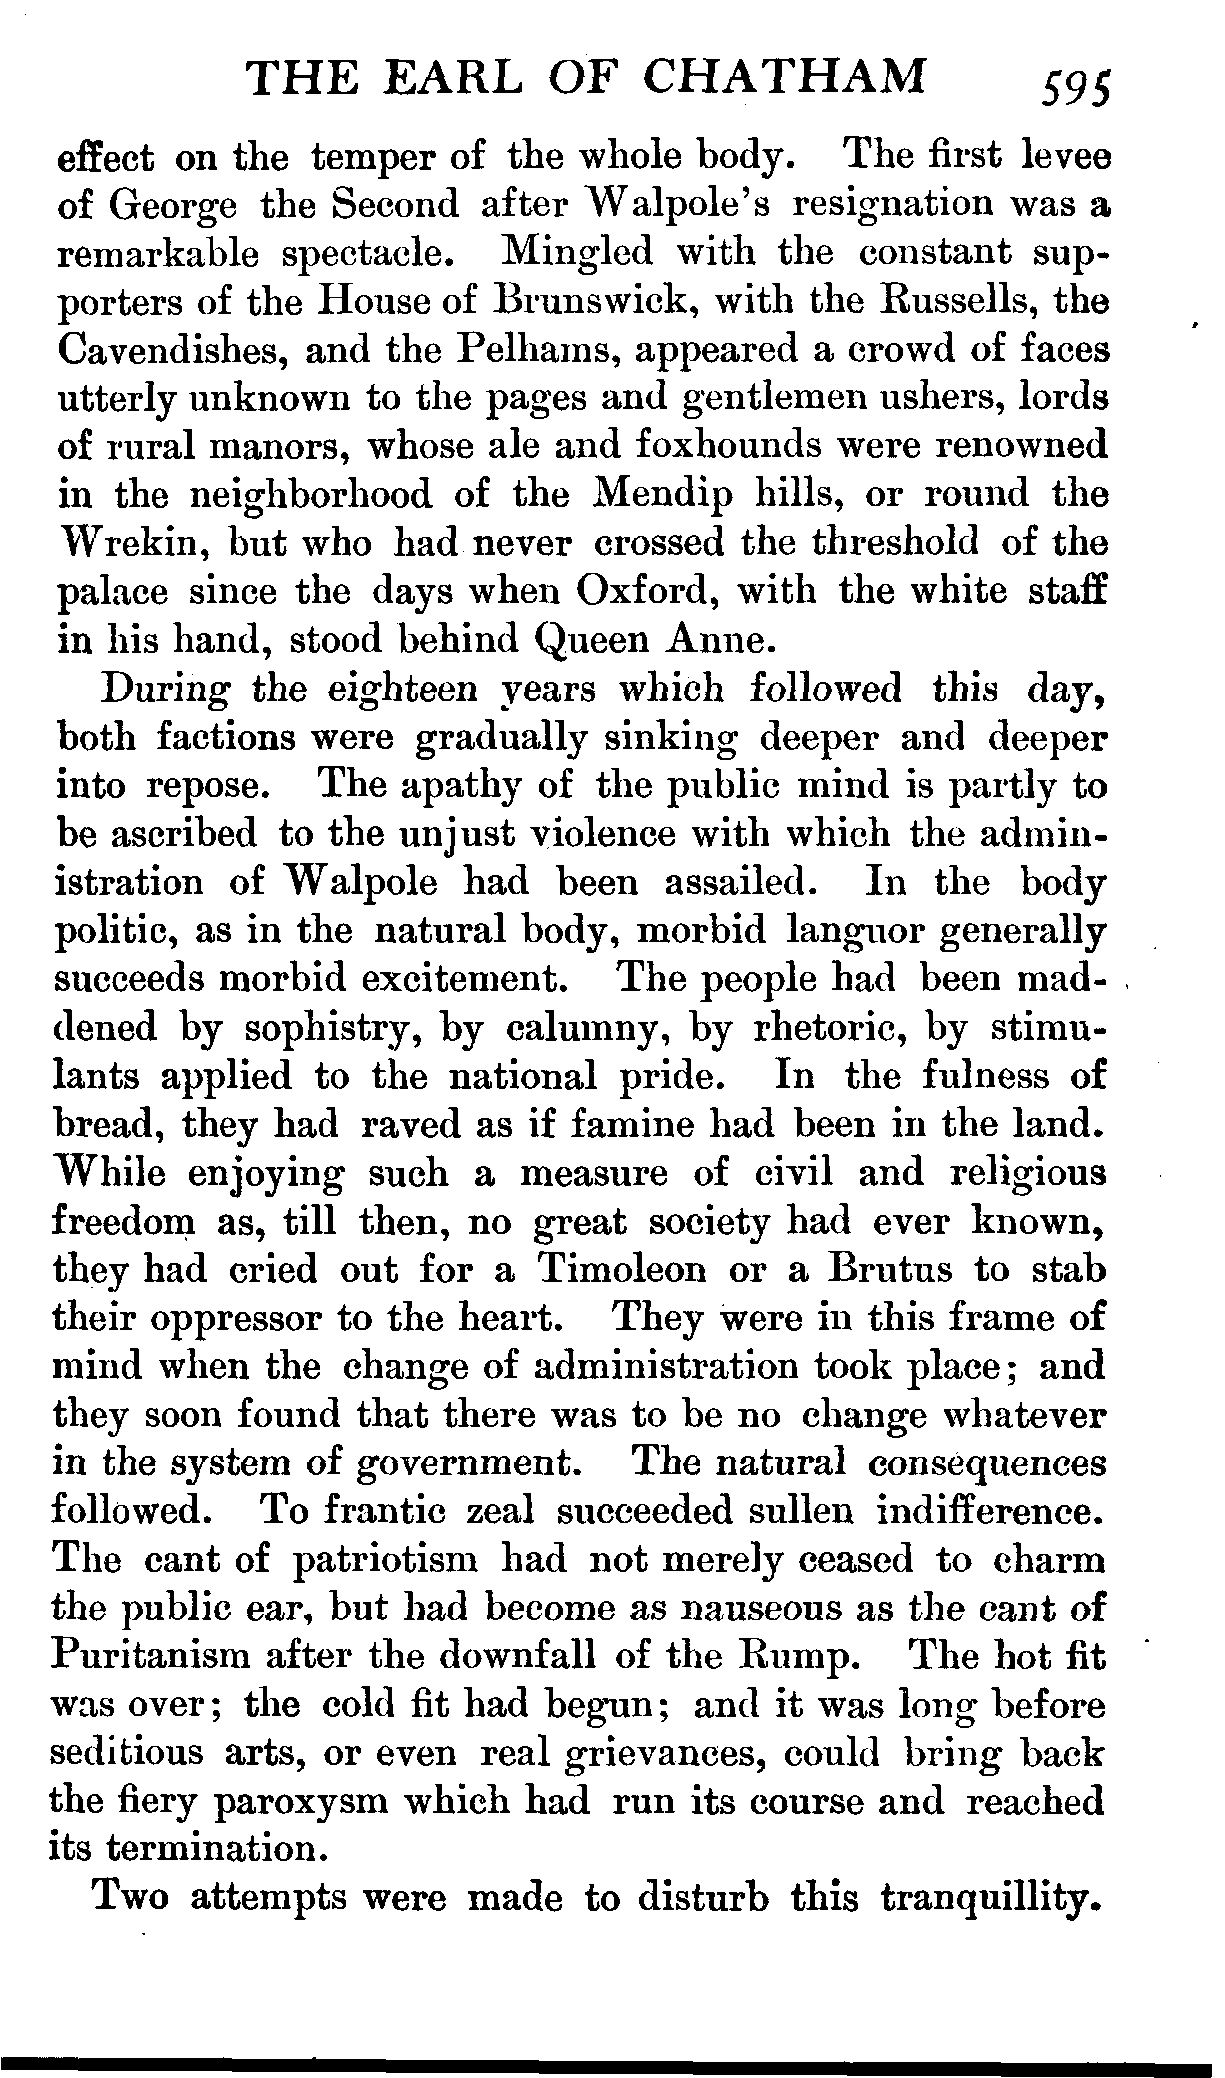 THE EARL OF CHATHAM 595
effect on the temper of the whole body. The first levee
of George the Second after Walpole's resignation was a
remarkable spectacle. Mingled with the constant sup-
porters of the House of Brunswick, with the Russells, the
Cavendishes, and the Pelhams, appeared a crowd of faces
utterly unknown to the pages and gentlemen ushers, lords
of rural manors, whose ale and foxhounds were renowned
in the neighborhood of the Mendip hills, or round the
Wrekin, but who had never crossed the threshold of the
palace since the days when Oxford, with the white staff
in his hand, stood behind Queen Anne.
During the eighteen years which followed this day,
both factions were gradually sinking deeper and deeper
into repose. The apathy of the public mind is partly to
be ascribed to the unjust violence with which the admin-
istration of Walpole had been assailed. In the body
politic, as in the natural body, morbid languor generally
succeeds morbid excitement. The people had been mad-
dened by sophistry, by calumny, by rhetoric, by stimu-
lants applied to the national pride. In the fulness of
bread, they had raved as if famine had been in the land.
While enjoying such a measure of civil and religious
freedom as, till then, no great society had ever known,
they had cried out for a Timoleon or a Brutus to stab
their oppressor to the heart. They were in this frame of
mind when the change of administration took place; and
they soon found that there was to be no change whatever
in the system of government. The natural consequences
followed. To frantic zeal succeeded sullen indifference.
The cant of patriotism had not merely ceased to charm
the public ear, but had become as nauseous as the cant of
Puritanism after the downfall of the Rump. The hot fit
was over; the cold fit had begun; and it was long before
seditious arts, or even real grievances, could bring back
the fiery paroxysm which had run its course and reached
its termination.
Two attempts were made to disturb this tranquillity.